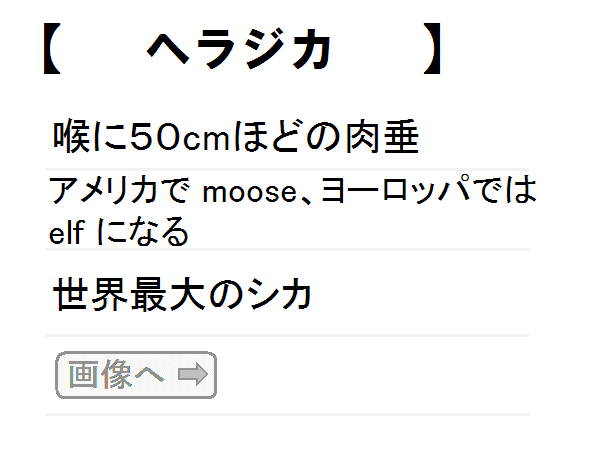 【　ヘラジカ　】
喉に５０cmほどの肉垂
アメリカで moose、ヨーロッパでは
elf になる
世界最大のシカ
画像へ ⇨